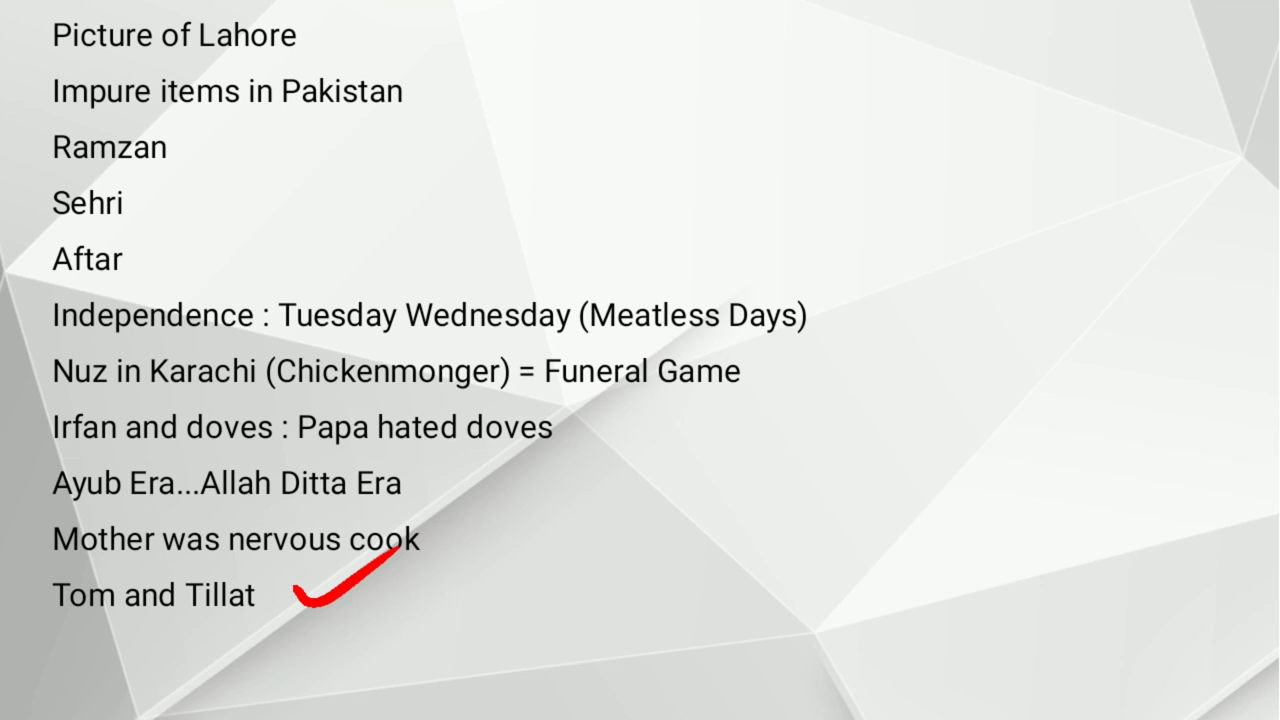 Picture of Lahore
Impure items in Pakistan
Ramzan
Sehri
Aftar
Independence : Tuesday Wednesday (Meatless Days)
Nuz in Karachi (Chickenmonger) = Funeral Game
Irfan and doves : Papa hated doves
Ayub Era...Allah Ditta Era
Mother was nervous cook
Tom and Tillat